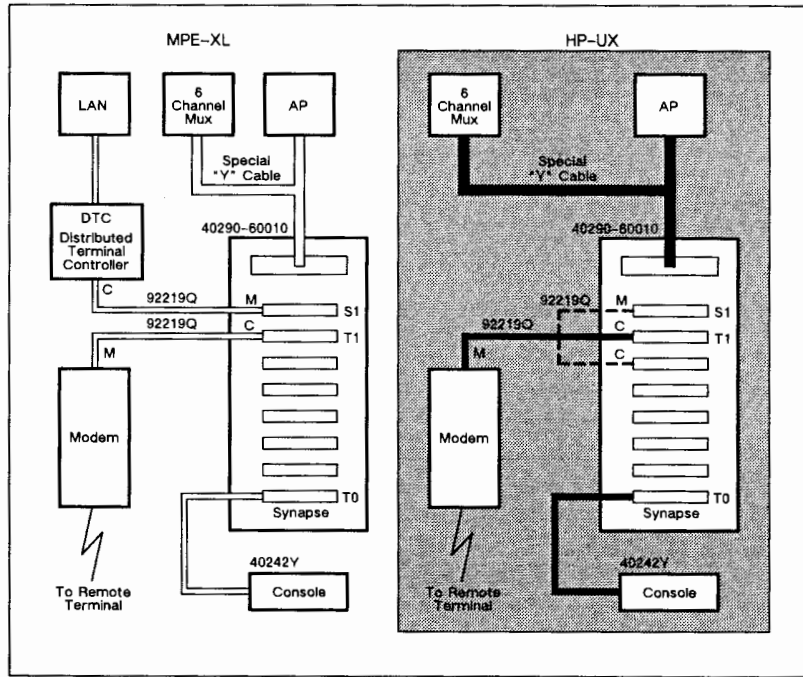 MPE-XL
LAN
6
Channel
Mux
AP
Special
"Y" Cable
DTC
Distributed
Terminal
Controller
40290-60010
C
92219Q
M
S1
92219Q
C
T1
M
Modem
T0
Synapse
40242Y
Console
To Remote
Terminal
HP-UX
6
Channel
Mux
AP
Special
"Y" Cable
40290-60010
92219Q
M
S1
92219Q
C
T1
M
C
Modem
T0
Synapse
40242Y
Console
To Remote
Terminal